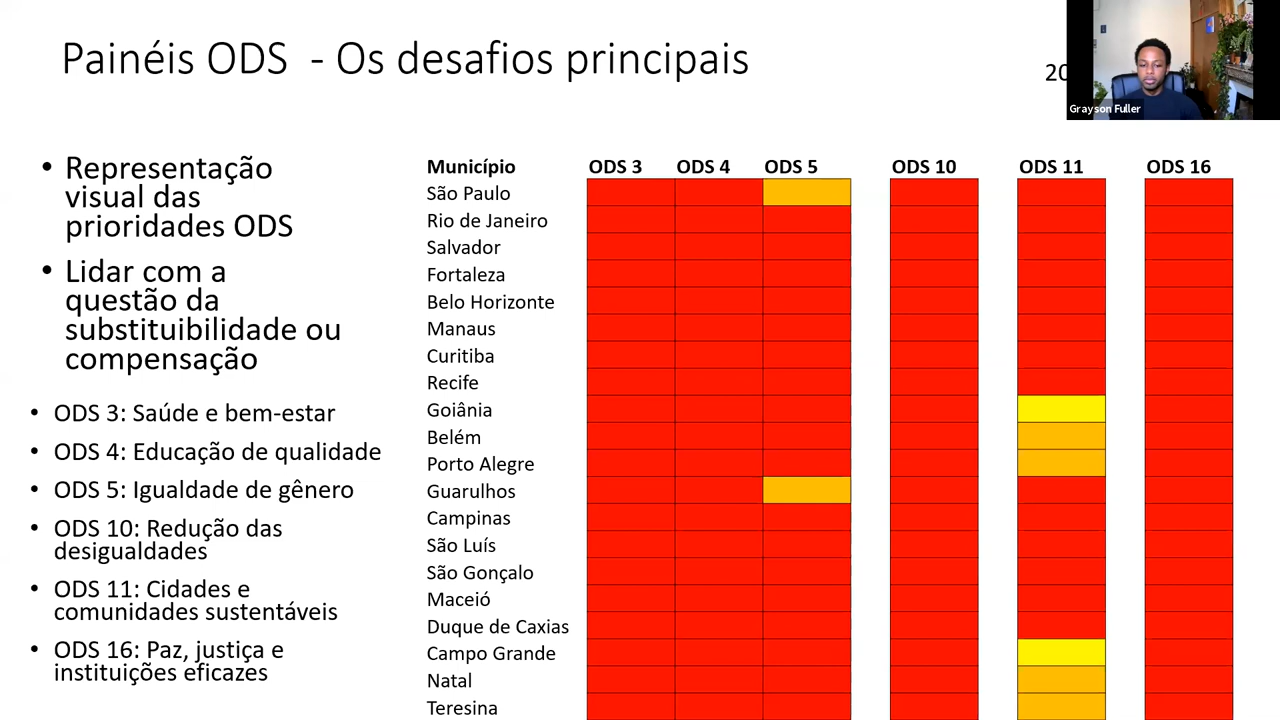 Painéis ODS - Os desafios principais
20
Grayson Fuller
• Representação
visual das
prioridades ODS
• Lidar com a
questão da
substituibilidade ou
compensação
• ODS 3: Saúde e bem-estar
• ODS 4: Educação de qualidade
• ODS 5: Igualdade de gênero
• ODS 10: Redução das
desigualdades
• ODS 11: Cidades e
comunidades sustentáveis
• ODS 16: Paz, justiça e
instituições eficazes
Município ODS 3 ODS 4 ODS 5 ODS 10 ODS 11 ODS 16
São Paulo
Rio de Janeiro
Salvador
Fortaleza
Belo Horizonte
Manaus
Curitiba
Recife
Goiânia
Belém
Porto Alegre
Guarulhos
Campinas
São Luís
São Gonçalo
Maceió
Duque de Caxias
Campo Grande
Natal
Teresina